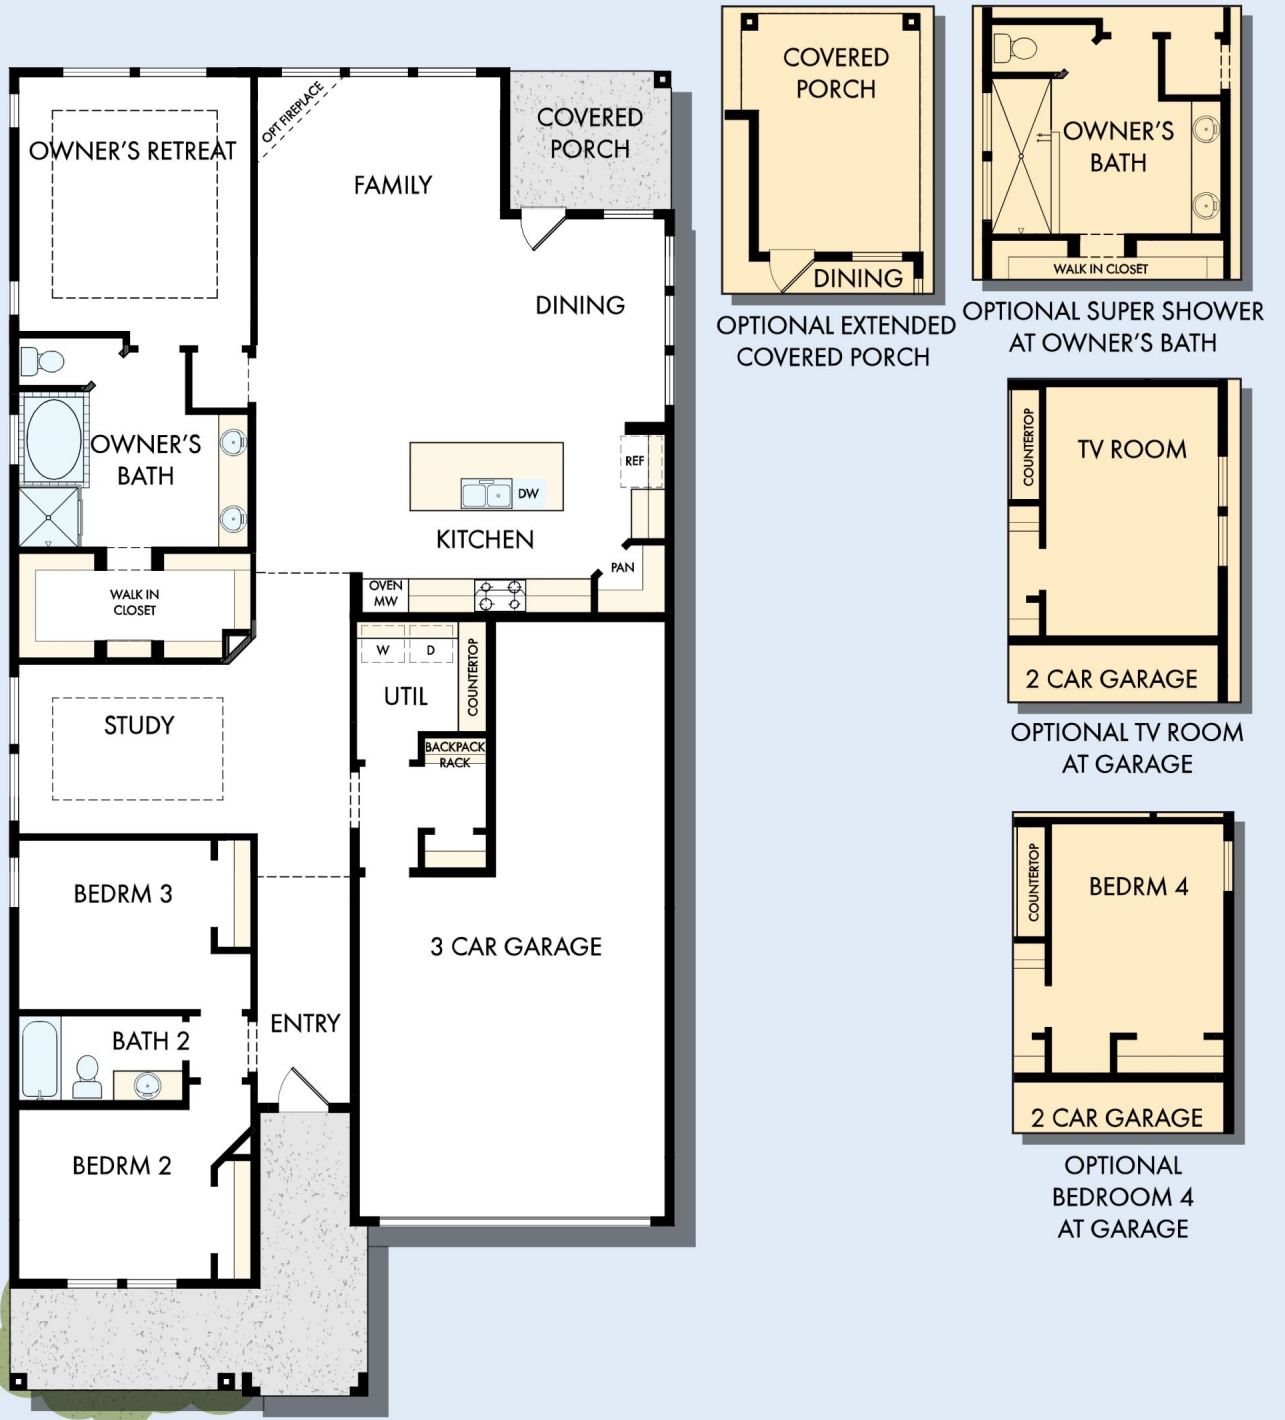 OWNER'S RETREAT
OPT FIREPLACE
FAMILY
COVERED
PORCH
DINING
OWNER'S
BATH
REF
DW
KITCHEN
PAN
OVEN
MW
WALK IN
CLOSET
W
D
COUNTERTOP
UTIL
STUDY
BACKPACK
RACK
BEDRM 3
3 CAR GARAGE
ENTRY
BATH 2
BEDRM 2
COVERED
PORCH
DINING
OPTIONAL EXTENDED
COVERED PORCH
OWNER'S
BATH
WALK IN CLOSET
OPTIONAL SUPER SHOWER
AT OWNER'S BATH
COUNTERTOP
TV ROOM
2 CAR GARAGE
OPTIONAL TV ROOM
AT GARAGE
COUNTERTOP
BEDRM 4
2 CAR GARAGE
OPTIONAL
BEDROOM 4
AT GARAGE